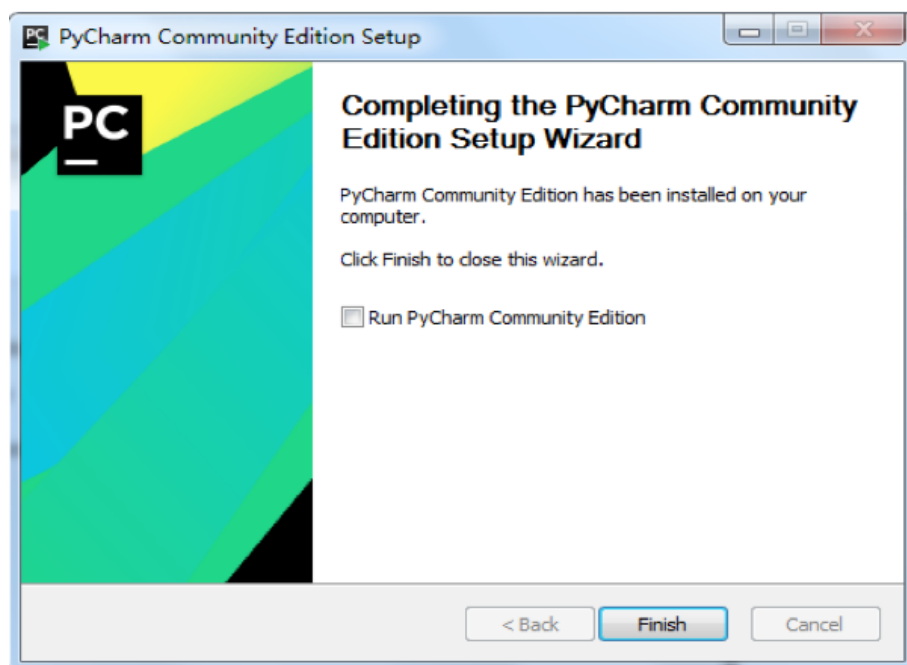 PC PyCharm Community Edition Setup
PC
Completing the PyCharm Community
Edition Setup Wizard
PyCharm Community Edition has been installed on your
computer.
Click Finish to close this wizard.
Run PyCharm Community Edition
< Back Finish Cancel